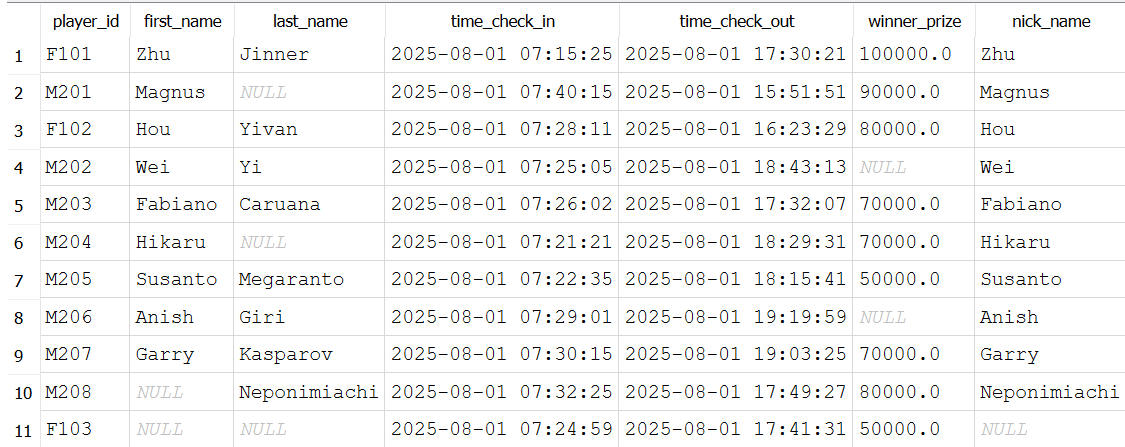 player_id first_name last_name time_check_in time_check_out winner_prize nick_name
1 F101 Zhu Jinner 2025-08-01 07:15:25 2025-08-01 17:30:21 100000.0 Zhu
2 M201 Magnus NULL 2025-08-01 07:40:15 2025-08-01 15:51:51 90000.0 Magnus
3 F102 Hou Yivan 2025-08-01 07:28:11 2025-08-01 16:23:29 80000.0 Hou
4 M202 Wei Yi 2025-08-01 07:25:05 2025-08-01 18:43:13 NULL Wei
5 M203 Fabiano Caruana 2025-08-01 07:26:02 2025-08-01 17:32:07 70000.0 Fabiano
6 M204 Hikaru NULL 2025-08-01 07:21:21 2025-08-01 18:29:31 70000.0 Hikaru
7 M205 Susanto Megaranto 2025-08-01 07:22:35 2025-08-01 18:15:41 50000.0 Susanto
8 M206 Anish Giri 2025-08-01 07:29:01 2025-08-01 19:19:59 NULL Anish
9 M207 Garry Kasparov 2025-08-01 07:30:15 2025-08-01 19:03:25 70000.0 Garry
10 M208 NULL Neponimiachi 2025-08-01 07:32:25 2025-08-01 17:49:27 80000.0 Neponimiachi
11 F103 NULL NULL 2025-08-01 07:24:59 2025-08-01 17:41:31 50000.0 NULL